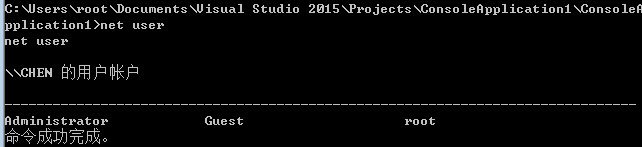 C:\Users\root\Documents\Visual Studio 2015\Projects\ConsoleApplication1\ConsoleA
pplication1>net user
net user
\\CHEN 的用户帐户
-------------------------------------------------------------------------------
Administrator            Guest                    root
命令成功完成。